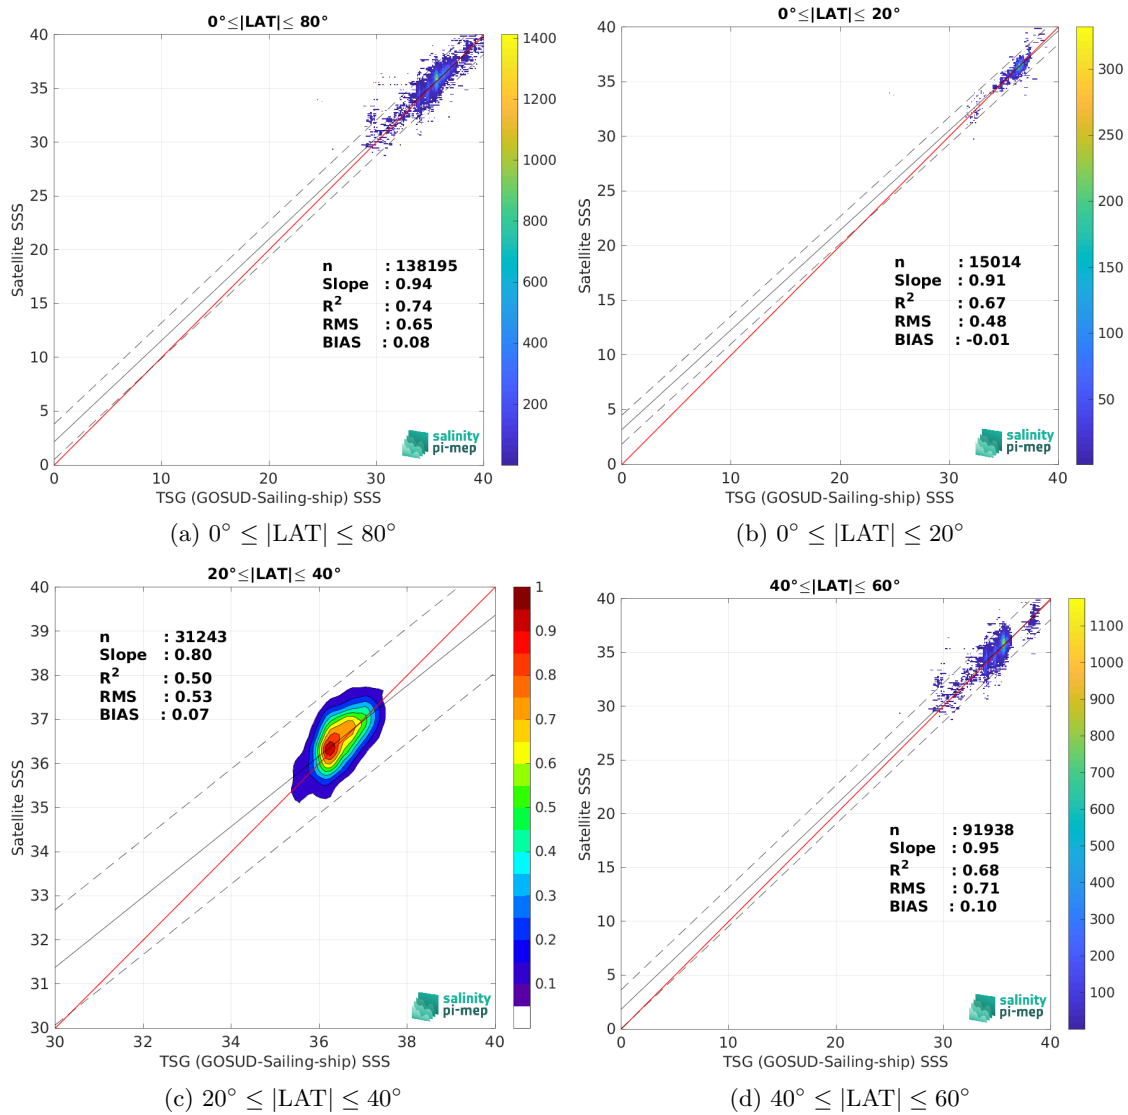 0°≤|LAT|≤ 80°
40
35
30
25
20
15
10
5
0
Satellite SSS
n : 138195
Slope : 0.94
R² : 0.74
RMS : 0.65
BIAS : 0.08
salinity
pi-mep
0 10 20 30 40
TSG (GOSUD-Sailing-ship) SSS
1400
1200
1000
800
600
400
200
(a) 0° ≤ |LAT| ≤ 80°
0°≤|LAT|≤ 20°
40
35
30
25
20
15
10
5
0
Satellite SSS
n : 15014
Slope : 0.91
R² : 0.67
RMS : 0.48
BIAS : -0.01
salinity
pi-mep
0 10 20 30 40
TSG (GOSUD-Sailing-ship) SSS
300
250
200
150
100
50
(b) 0° ≤ |LAT| ≤ 20°
20°≤|LAT|≤ 40°
40
39
38
37
36
35
34
33
32
31
30
Satellite SSS
n : 31243
Slope : 0.80
R² : 0.50
RMS : 0.53
BIAS : 0.07
salinity
pi-mep
30 32 34 36 38 40
TSG (GOSUD-Sailing-ship) SSS
1
0.9
0.8
0.7
0.6
0.5
0.4
0.3
0.2
0.1
(c) 20° ≤ |LAT| ≤ 40°
40°≤|LAT|≤ 60°
40
35
30
25
20
15
10
5
0
Satellite SSS
n : 91938
Slope : 0.95
R² : 0.68
RMS : 0.71
BIAS : 0.10
salinity
pi-mep
0 10 20 30 40
TSG (GOSUD-Sailing-ship) SSS
1100
1000
900
800
700
600
500
400
300
200
100
(d) 40° ≤ |LAT| ≤ 60°